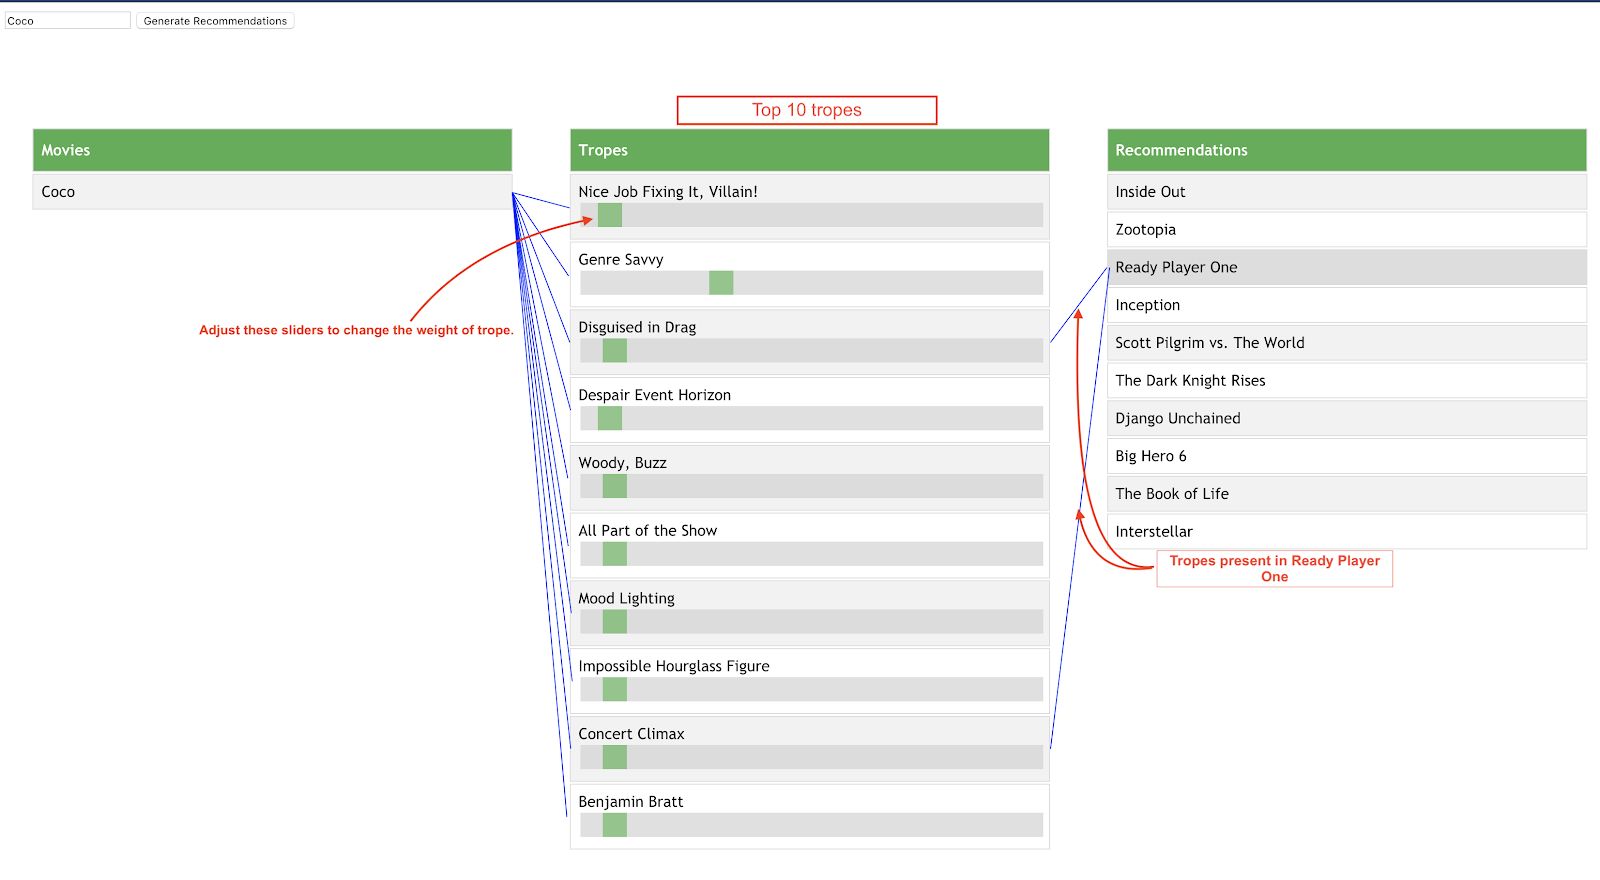 Coco
Generate Recommendations
Top 10 tropes
Movies
Coco
Adjust these sliders to change the weight of trope.
Tropes
Nice Job Fixing It, Villain!
Genre Savvy
Disguised in Drag
Despair Event Horizon
Woody, Buzz
All Part of the Show
Mood Lighting
Impossible Hourglass Figure
Concert Climax
Benjamin Bratt
Recommendations
Inside Out
Zootopia
Ready Player One
Inception
Scott Pilgrim vs. The World
The Dark Knight Rises
Django Unchained
Big Hero 6
The Book of Life
Interstellar
Tropes present in Ready Player
One